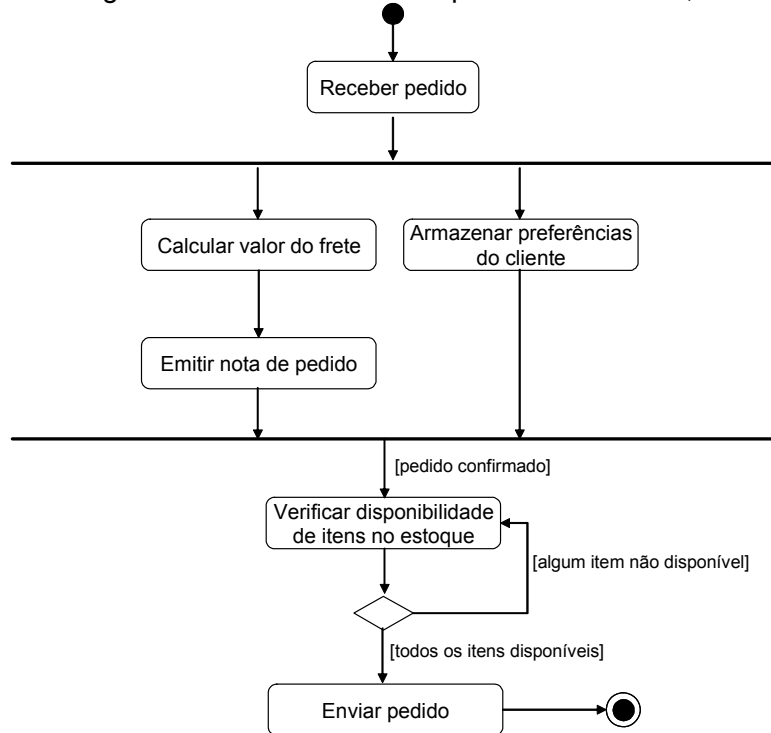 Receber pedido
Calcular valor do frete
Armazenar preferências
do cliente
Emitir nota de pedido
[pedido confirmado]
Verificar disponibilidade
de itens no estoque
[algum item não disponível]
[todos os itens disponíveis]
Enviar pedido